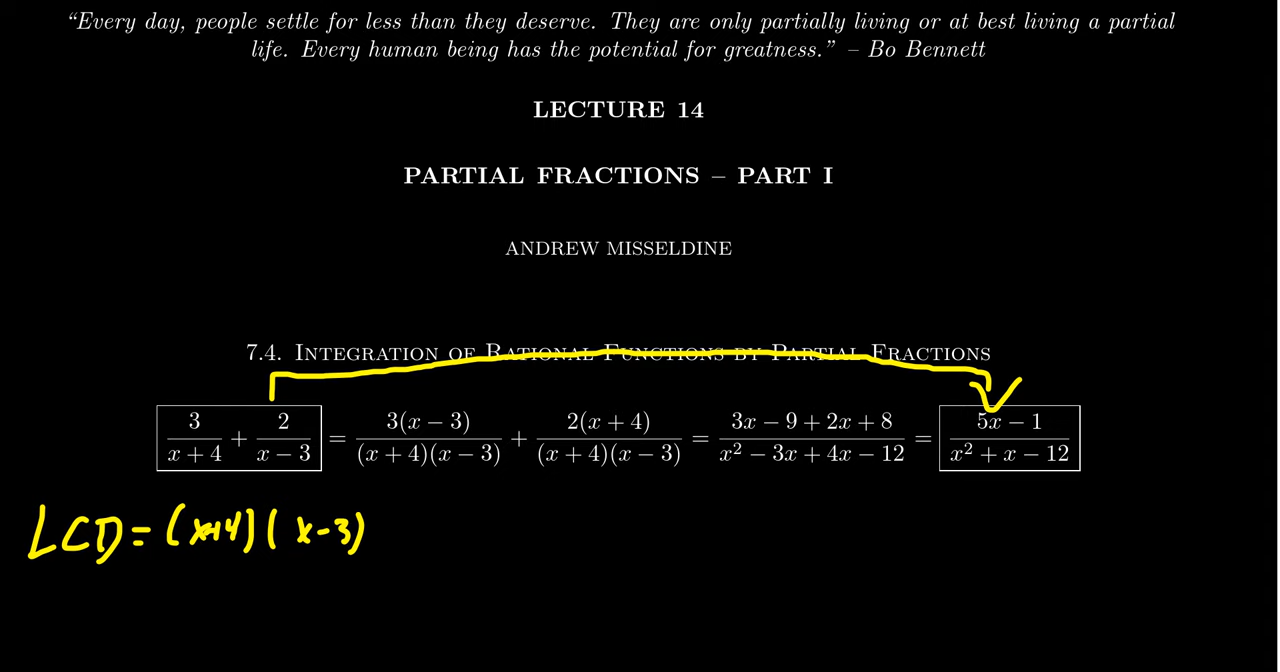 “Every day, people settle for less than they deserve. They are only partially living or at best living a partial
life. Every human being has the potential for greatness.” – Bo Bennett
LECTURE 14
PARTIAL FRACTIONS – PART I
ANDREW MISSELDINE
7.4. Integration of Rational Functions by Partial Fractions
3/(x + 4) + 2/(x − 3) = 3(x − 3)/((x + 4)(x − 3)) + 2(x + 4)/((x + 4)(x − 3)) = (3x − 9 + 2x + 8)/(x² − 3x + 4x − 12) = (5x − 1)/(x² + x − 12)
LCD = (x+4)(x-3)